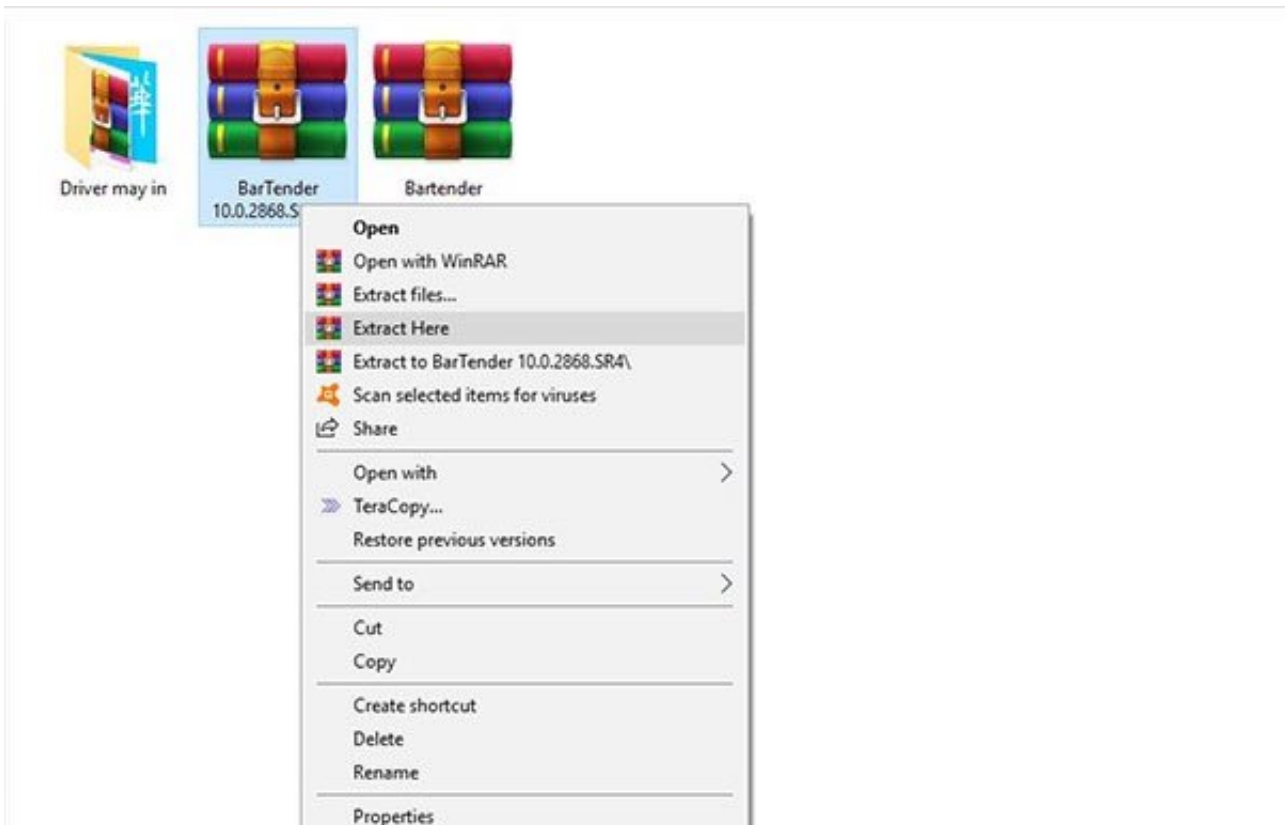 Driver may in
BarTender
10.0.2868.S
Bartender
Open
Open with WinRAR
Extract files...
Extract Here
Extract to BarTender 10.0.2868.SR4\
Scan selected items for viruses
Share
Open with
TeraCopy...
Restore previous versions
Send to
Cut
Copy
Create shortcut
Delete
Rename
Properties